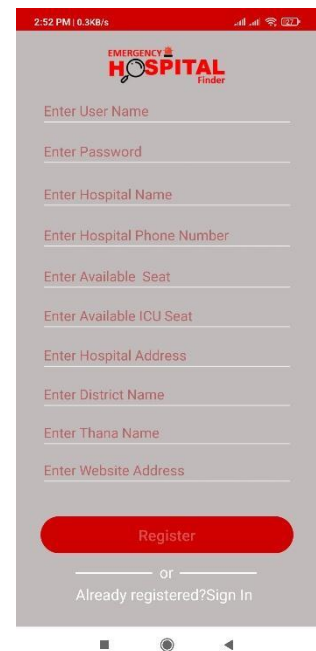 2:52 PM | 0.3KB/s
EMERGENCY
HOSPITAL
Finder
Enter User Name
Enter Password
Enter Hospital Name
Enter Hospital Phone Number
Enter Available  Seat
Enter Available ICU Seat
Enter Hospital Address
Enter District Name
Enter Thana Name
Enter Website Address
Register
or
Already registered?Sign In